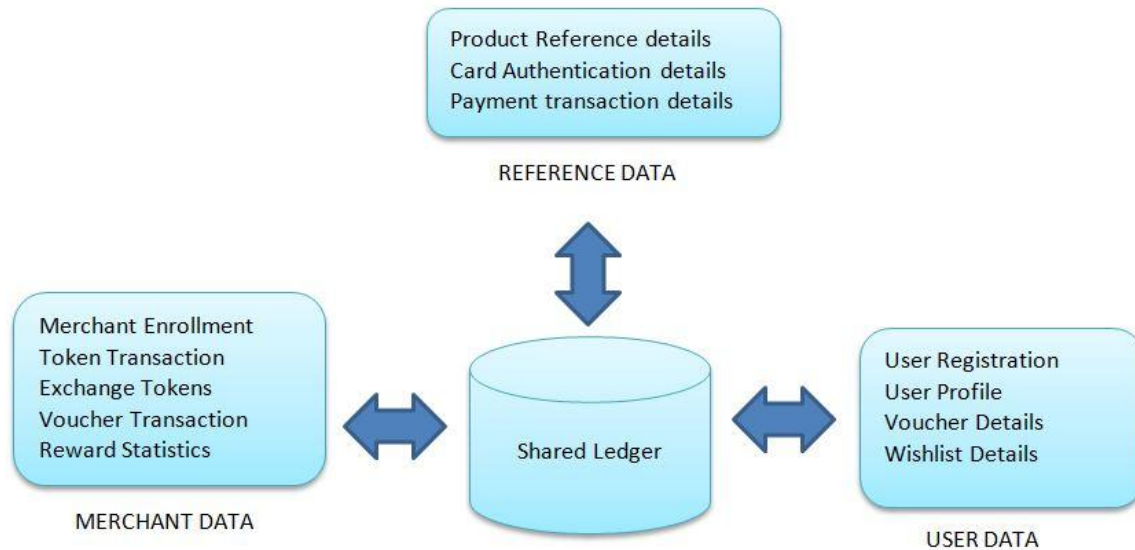 Product Reference details
Card Authentication details
Payment transaction details
REFERENCE DATA
Merchant Enrollment
Token Transaction
Exchange Tokens
Voucher Transaction
Reward Statistics
MERCHANT DATA
Shared Ledger
User Registration
User Profile
Voucher Details
Wishlist Details
USER DATA